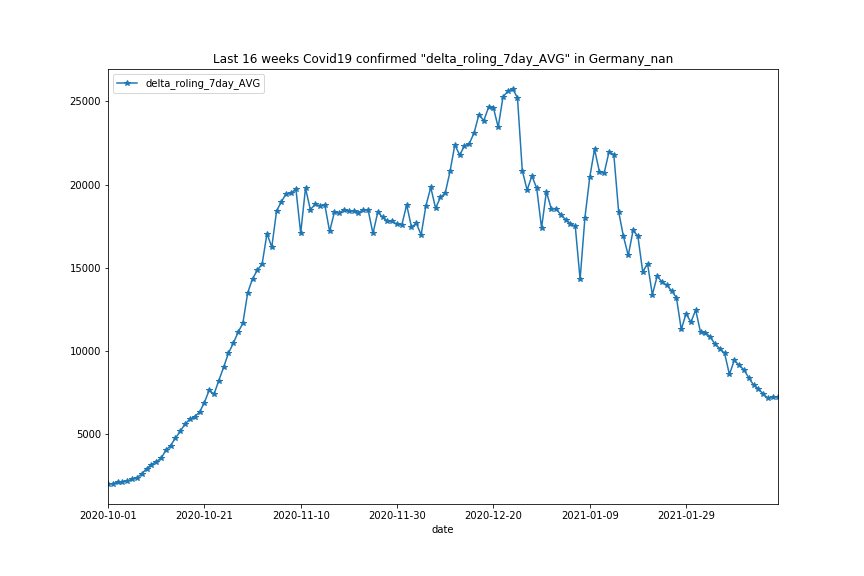 Last 16 weeks Covid19 confirmed "delta_roling_7day_AVG" in Germany_nan
delta_roling_7day_AVG
25000
20000
15000
10000
5000
2020-10-01 2020-10-21 2020-11-10 2020-11-30 2020-12-20 2021-01-09 2021-01-29
date